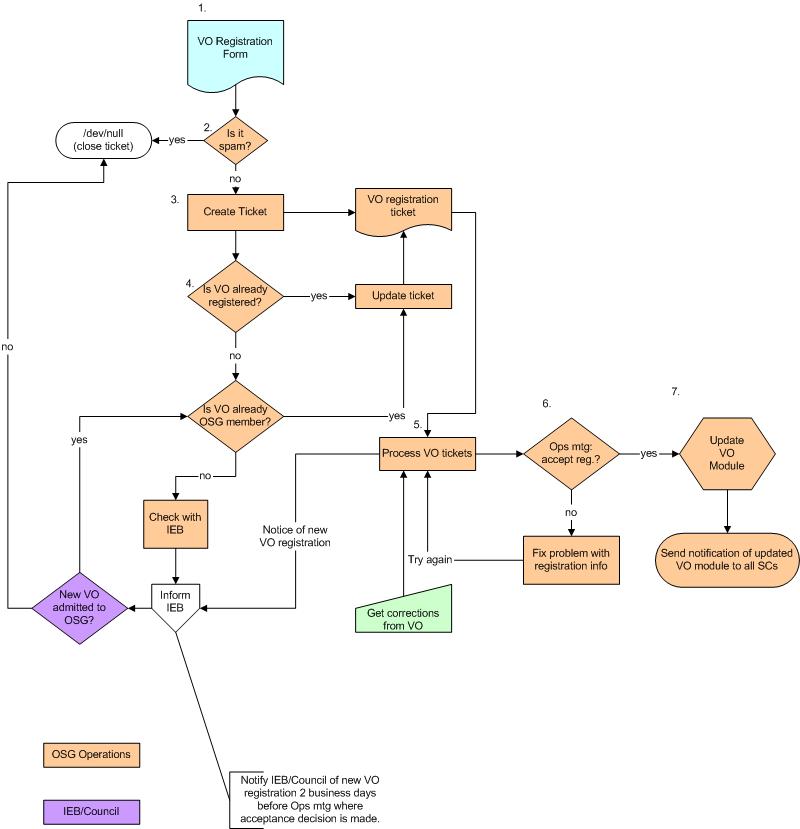 1.
VO Registration
Form
2.
Is it
spam?
yes
/dev/null
(close ticket)
no
3.
Create Ticket
VO registration
ticket
4.
Is VO already
registered?
yes
Update ticket
no
no
Is VO already
OSG member?
yes
yes
5.
Process VO tickets
6.
Ops mtg:
accept reg.?
yes
7.
Update
VO
Module
no
no
Check with
IEB
Notice of new
VO registration
Try again
Fix problem with
registration info
Send notification of updated
VO module to all SCs
New VO
admitted to
OSG?
Inform
IEB
Get corrections
from VO
OSG Operations
IEB/Council
Notify IEB/Council of new VO
registration 2 business days
before Ops mtg where
acceptance decision is made.